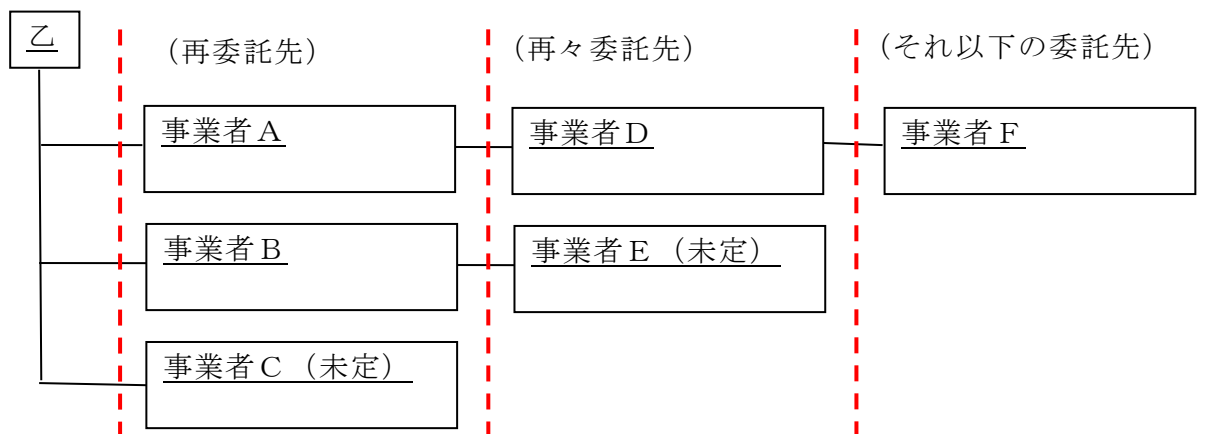 乙
（再委託先）
（再々委託先）
（それ以下の委託先）
事業者Ａ
事業者Ｄ
事業者Ｆ
事業者Ｂ
事業者Ｅ（未定）
事業者Ｃ（未定）